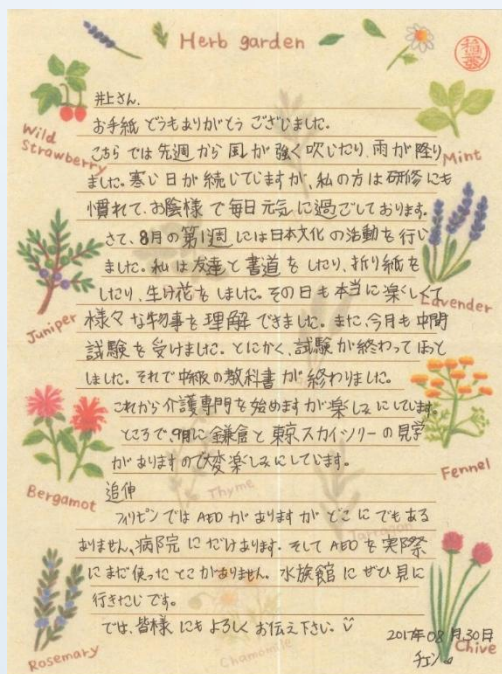 Herb garden
井上さん。
Wild Strawberry
Mint
お手紙どうもありがとうございました。
こちらでは先週から風が強く吹いたり、雨が降り
ました。寒い日が続いていますが、私の方は研修にも
慣れて、お陰様で毎日元気に過ごしております。
さて、8月の第1週には日本文化の活動を行い
ました。私は友達と書道をしたり、折り紙を
したり、生け花をしました。その日も本当に楽しくて
Juniper
Lavender
様々な物事を理解できました。また、今月も中間
試験を受けました。とにかく、試験が終わってほっと
しました。それで中級の教科書が終わりました。
これから介護専門を始めますが楽しみにしています。
ところで9月に鎌倉と東京スカイツリーの見学
がありますので大変楽しみにしています。
Bergamot
Thyme
Fennel
追伸
フィリピンではAEDがありますがどこにでもある
ありません、病院にだけあります。そしてAEDを実際
にまだ使ったとこがありません。水族館にぜひ見に
行きたいです。
では、皆様にもよろしくお伝え下さい。
2017年08月30日
チェン
Rosemary
Chamomile
Chive